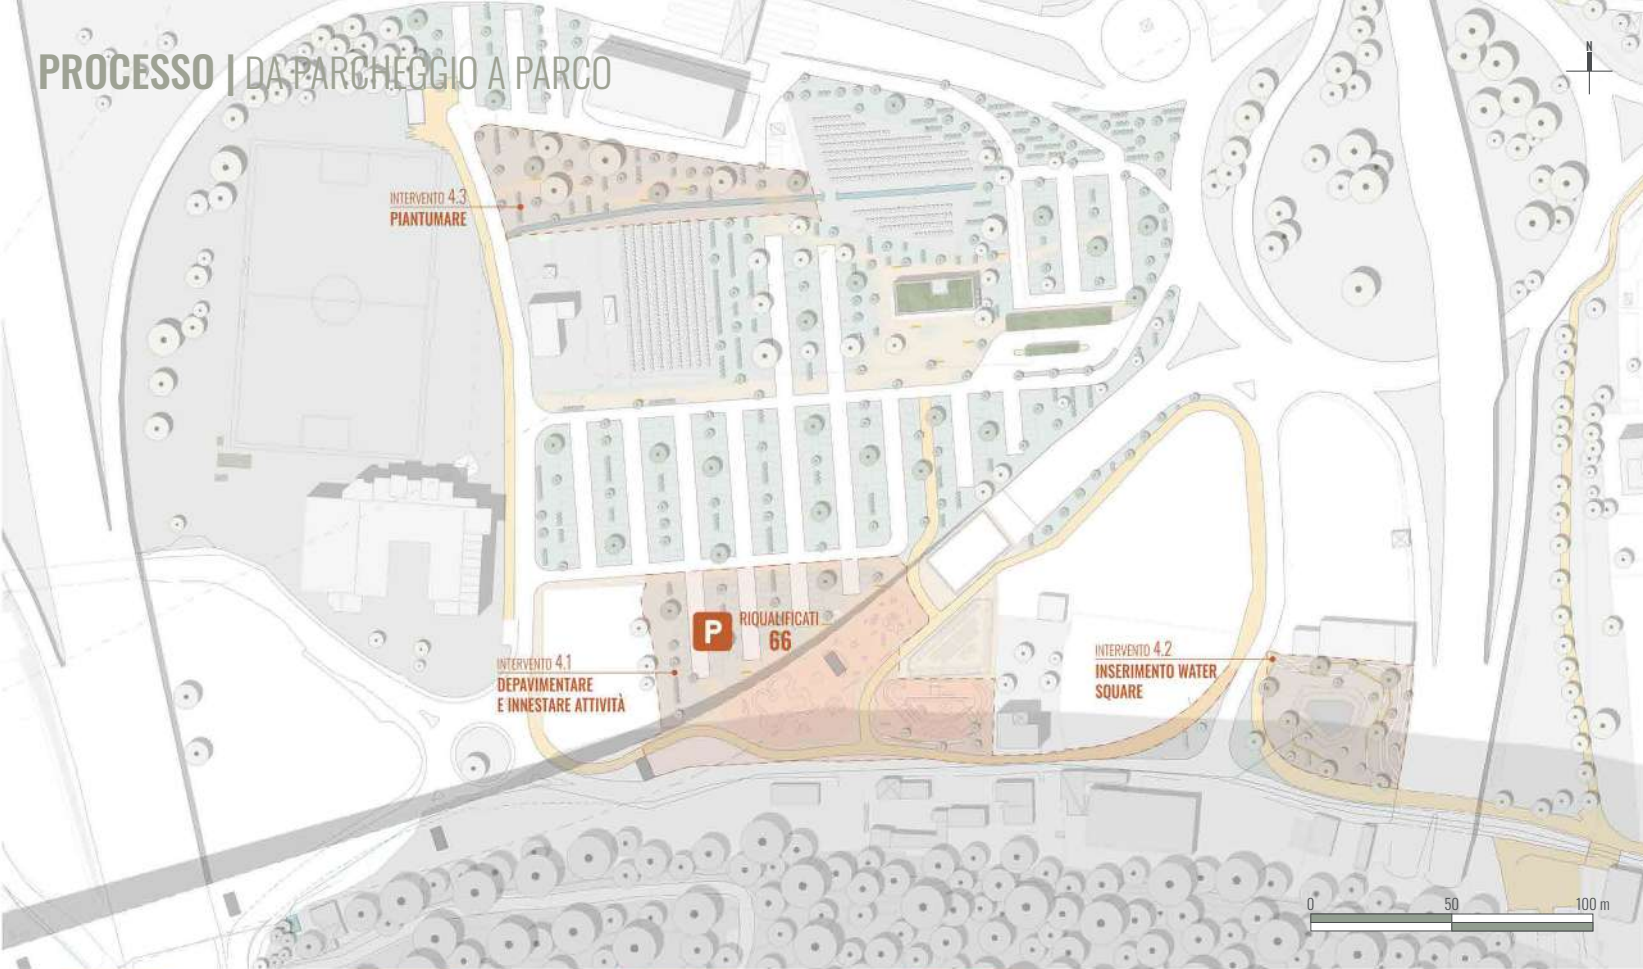 PROCESSO | DA PARCHEGGIO A PARCO
N
INTERVENTO 4.3
PIANTUMARE
P
RIQUALIFICATI
66
INTERVENTO 4.1
DEPAVIMENTARE
E INNESTARE ATTIVITÀ
INTERVENTO 4.2
INSERIMENTO WATER
SQUARE
0 50 100 m